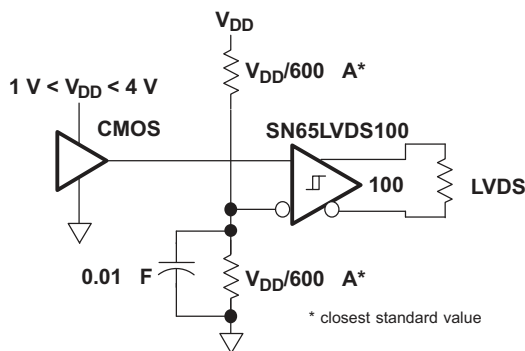 VDD
VDD/600 A*
1 V < VDD < 4 V
CMOS
SN65LVDS100
100
LVDS
0.01 F
VDD/600 A*
* closest standard value